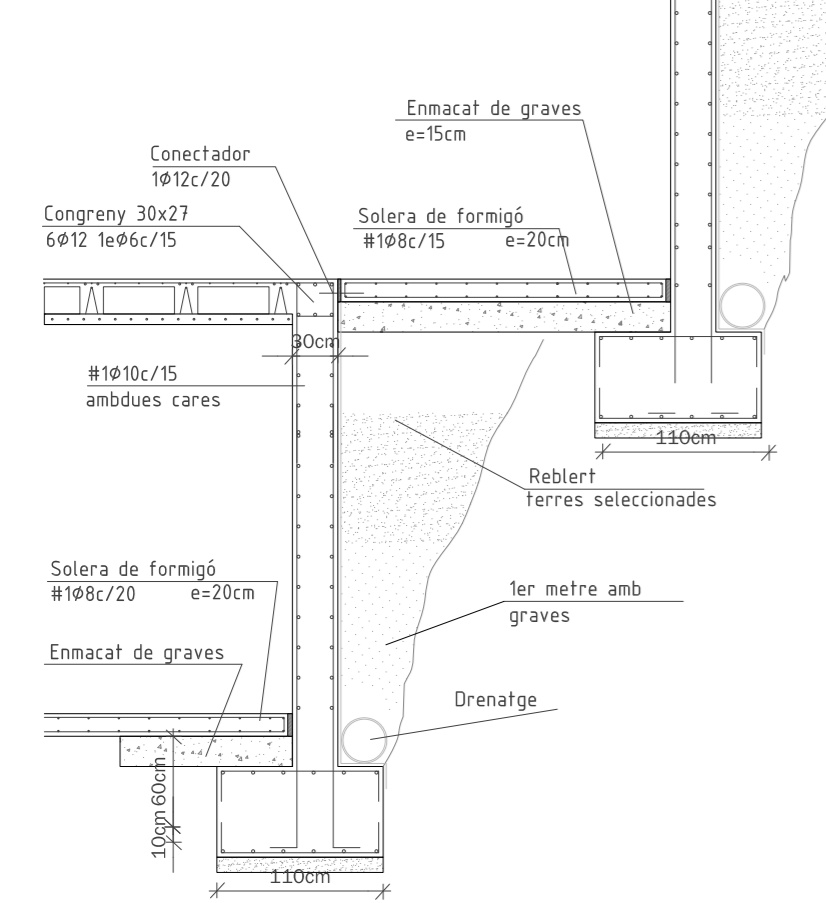 Enmacat de graves
e=15cm
Conectador
1Ø12c/20
Congreny 30x27
6Ø12 1eØ6c/15
Solera de formigó
#1Ø8c/15 e=20cm
30cm
#1Ø10c/15
ambdues cares
110cm
Reblert
terres seleccionades
Solera de formigó
#1Ø8c/20 e=20cm
1er metre amb
graves
Enmacat de graves
Drenatge
60cm
10cm
110cm